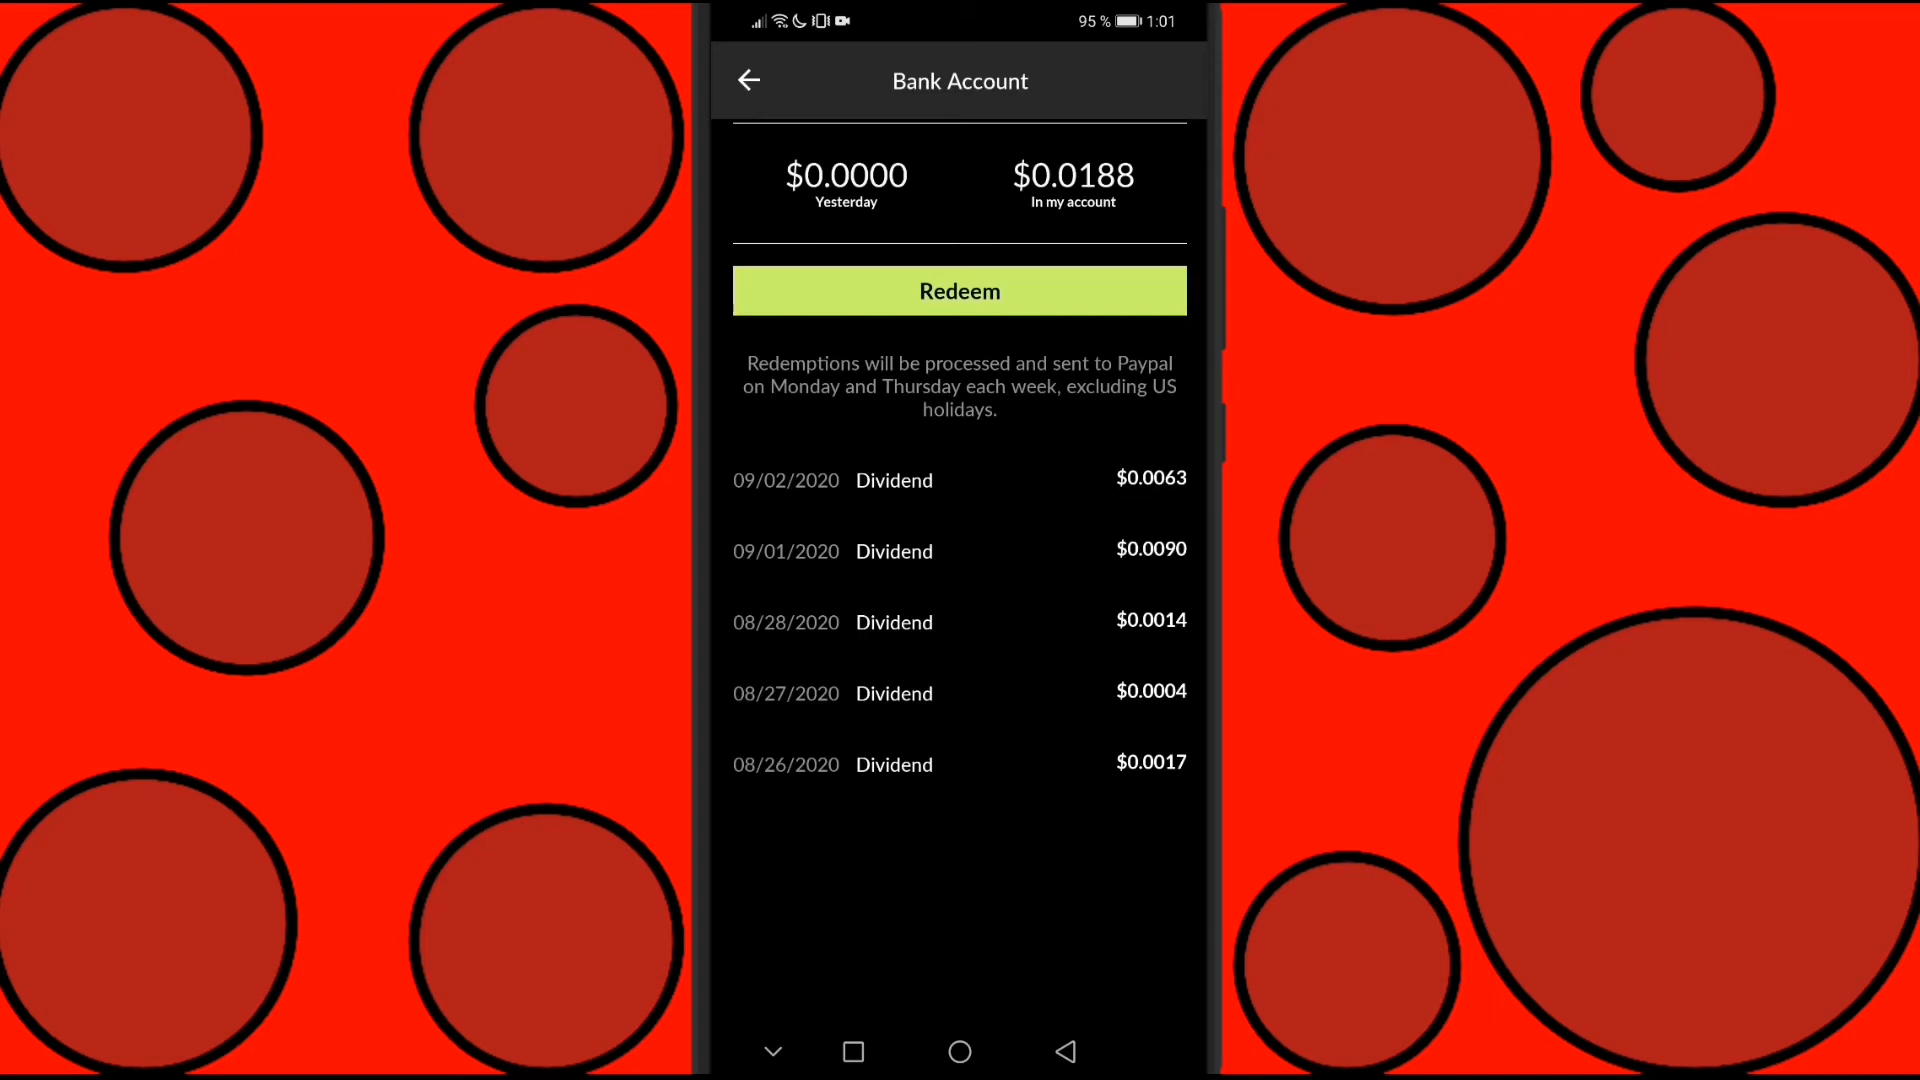 95 % 1:01
Bank Account
$0.0000 $0.0188
Yesterday In my account
Redeem
Redemptions will be processed and sent to Paypal
on Monday and Thursday each week, excluding US
holidays.
09/02/2020 Dividend $0.0063
09/01/2020 Dividend $0.0090
08/28/2020 Dividend $0.0014
08/27/2020 Dividend $0.0004
08/26/2020 Dividend $0.0017